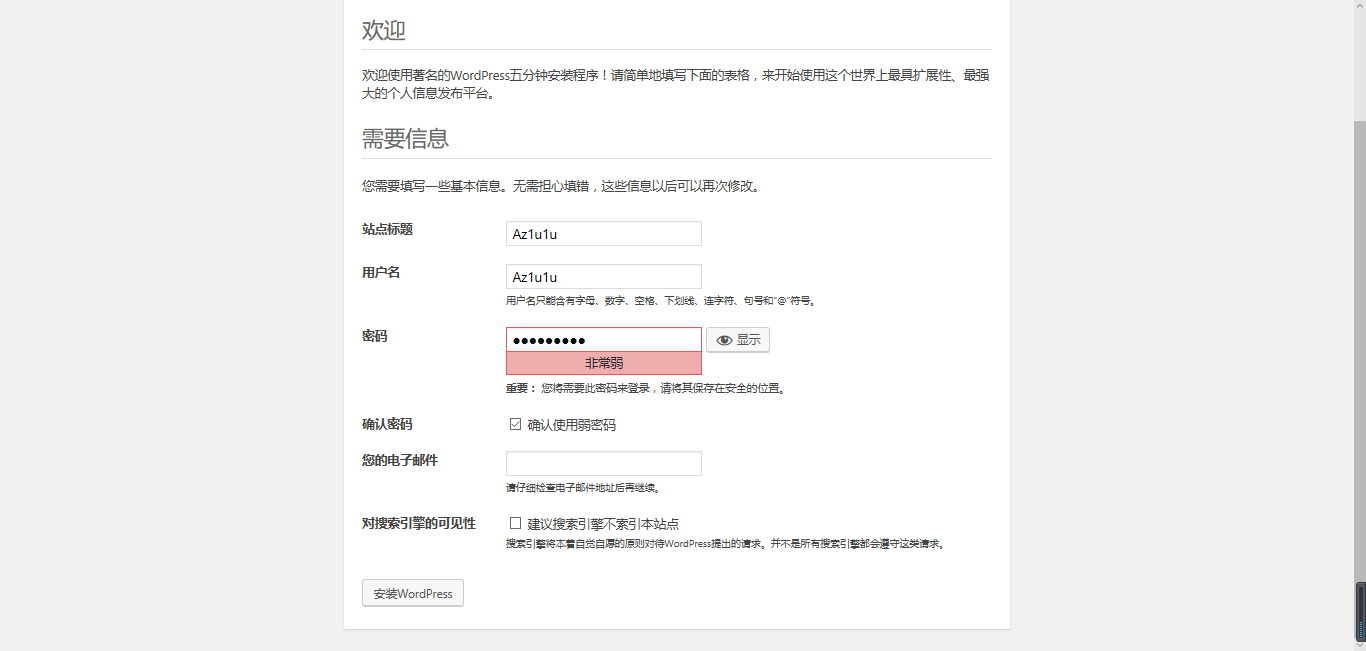 欢迎
欢迎使用著名的WordPress五分钟安装程序！请简单地填写下面的表格，来开始使用这个世界上最具扩展性、最强
大的个人信息发布平台。
需要信息
您需要填写一些基本信息。无需担心填错，这些信息以后可以再次修改。
站点标题
Az1u1u
用户名
Az1u1u
用户名只能含有字母、数字、空格、下划线、连字符、句号和“@”符号。
密码
●●●●●●●●●
显示
非常弱
重要： 您将需要此密码来登录，请将其保存在安全的位置。
确认密码
确认使用弱密码
您的电子邮件
请仔细检查电子邮件地址后再继续。
对搜索引擎的可见性
建议搜索引擎不索引本站点
搜索引擎将本着自觉自愿的原则对待WordPress提出的请求。并不是所有搜索引擎都会遵守这类请求。
安装WordPress